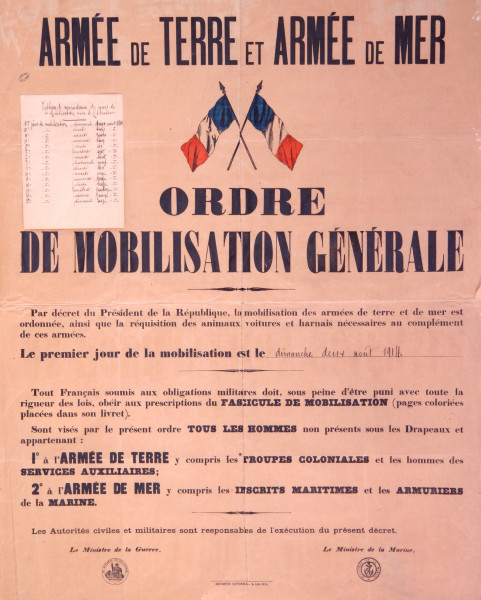 ARMÉE DE TERRE ET ARMÉE DE MER
ORDRE
DE MOBILISATION GÉNÉRALE
Par décret du Président de la République, la mobilisation des armées de terre et de mer est
ordonnée, ainsi que la réquisition des animaux voitures et harnais nécessaires au complément
de ces armées.
Le premier jour de la mobilisation est le dimanche deux août 1914
Tout Français soumis aux obligations militaires doit, sous peine d'être puni avec toute la
rigueur des lois, obéir aux prescriptions du FASCICULE DE MOBILISATION (pages coloriées
placées dans son livret).
Sont visés par le présent ordre TOUS LES HOMMES non présents sous les Drapeaux et
appartenant :
1° à l'ARMÉE DE TERRE y compris les TROUPES COLONIALES et les hommes des
SERVICES AUXILIAIRES;
2° à l'ARMÉE DE MER y compris les INSCRITS MARITIMES et les ARMURIERS
de la MARINE.
Les Autorités civiles et militaires sont responsables de l'exécution du présent décret.
Le Ministre de la Guerre.
Le Ministre de la Marine.